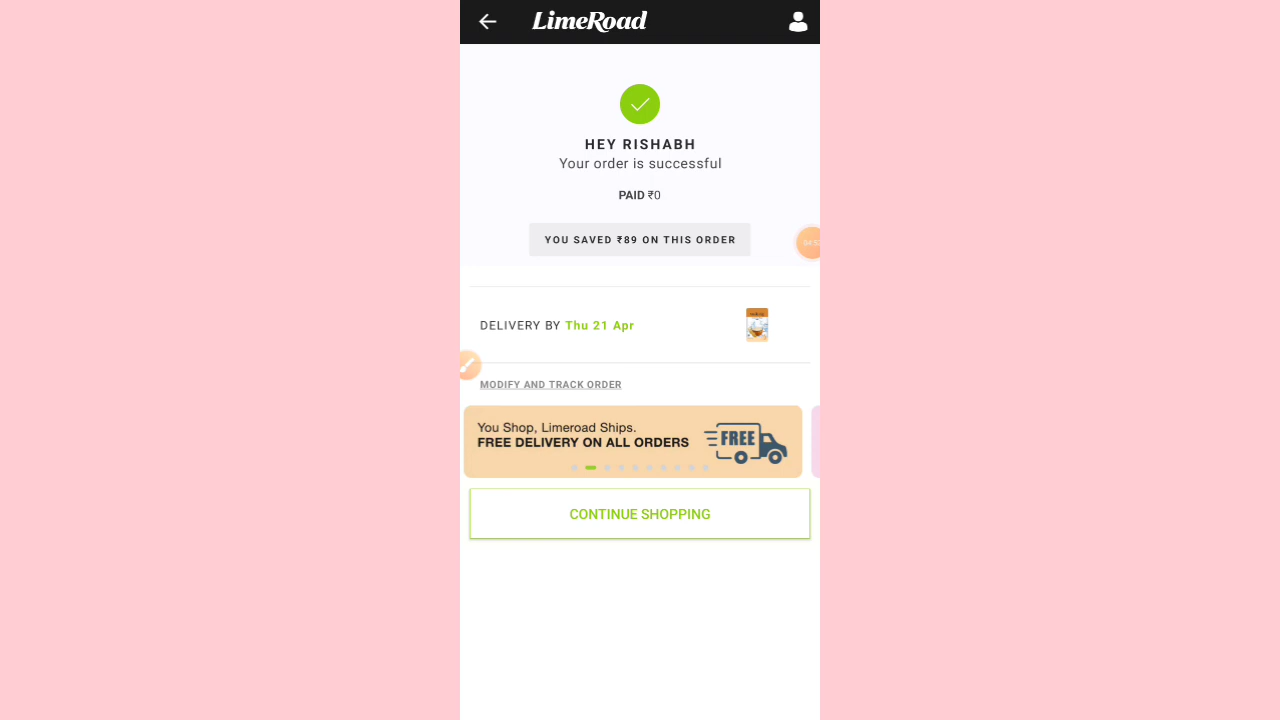 LimeRoad
HEY RISHABH
Your order is successful
PAID ₹0
YOU SAVED ₹89 ON THIS ORDER
DELIVERY BY Thu 21 Apr
MODIFY AND TRACK ORDER
You Shop, Limeroad Ships.
FREE DELIVERY ON ALL ORDERS
FREE
CONTINUE SHOPPING